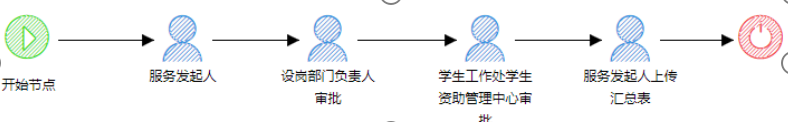 开始节点
服务发起人
设岗部门负责人
审批
学生工作处学生
资助管理中心审
批
服务发起人上传
汇总表